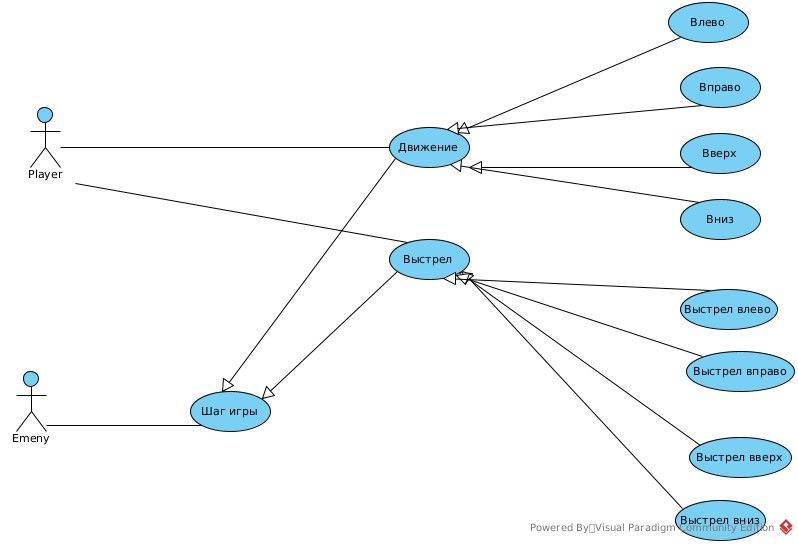 Влево
Вправо
Player
Движение
Вверх
Вниз
Выстрел
Выстрел влево
Выстрел вправо
Emeny
Шаг игры
Выстрел вверх
Выстрел вниз
Powered By Visual Paradigm Community Edition